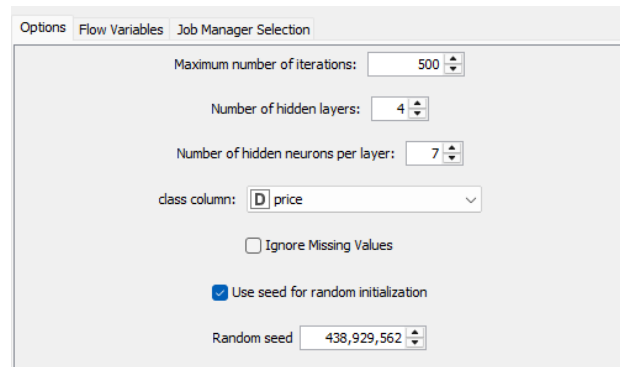 Options Flow Variables Job Manager Selection
Maximum number of iterations: 500
Number of hidden layers: 4
Number of hidden neurons per layer: 7
class column: D price
Ignore Missing Values
Use seed for random initialization
Random seed 438,929,562